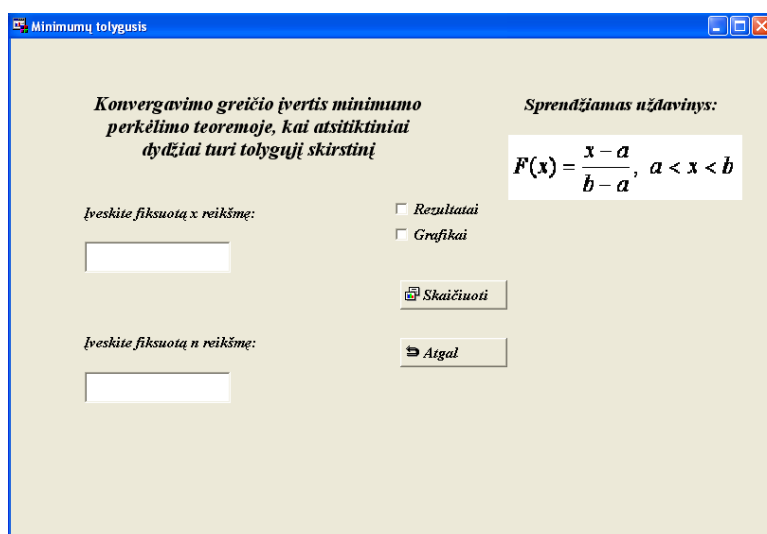 Minimumų tolygusis
Konvergavimo greičio įvertis minimumo
perkėlimo teoremoje, kai atsitiktiniai
dydžiai turi tolygųjį skirstinį
Sprendžiamas uždavinys:
F(x) = \frac{x - a}{b - a}, a < x < b
Įveskite fiksuotą x reikšmę:
Rezultatai
Grafikai
Skaičiuoti
Įveskite fiksuotą n reikšmę:
Atgal